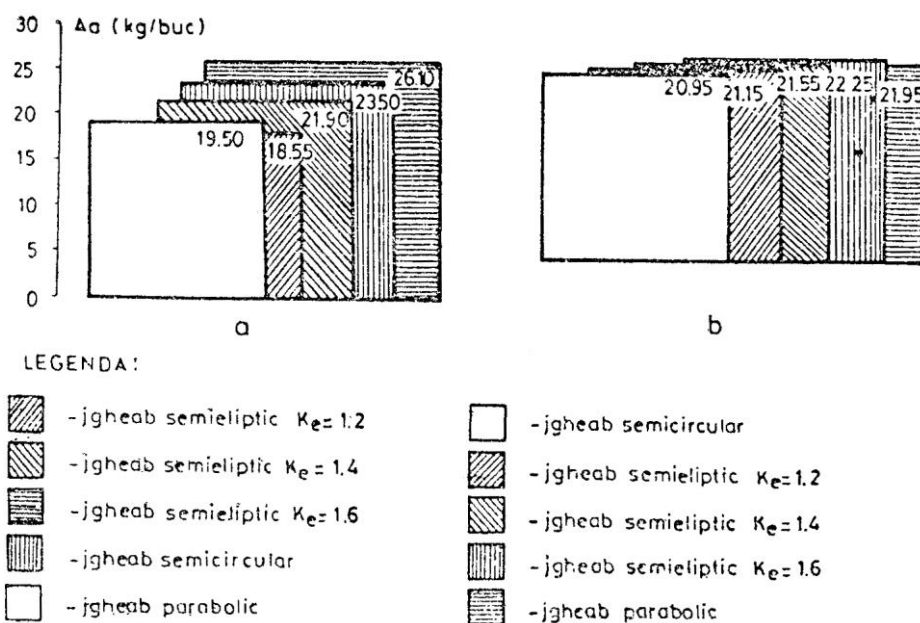 30 Δa (kg/buc)
25
20
15
10
5
0
19.50
18.55
21.90
23.50
26.10
20.95
21.15
21.55
22.25
21.95
a
b
LEGENDA:
-jgheab semieliptic Ke= 1.2
-jgheab semieliptic Ke= 1.4
-jgheab semieliptic Ke= 1.6
-jgheab semicircular
-jgheab parabolic
-jgheab semicircular
-jgheab semieliptic Ke= 1.2
-jgheab semieliptic Ke= 1.4
-jgheab semieliptic Ke= 1.6
-jgheab parabolic